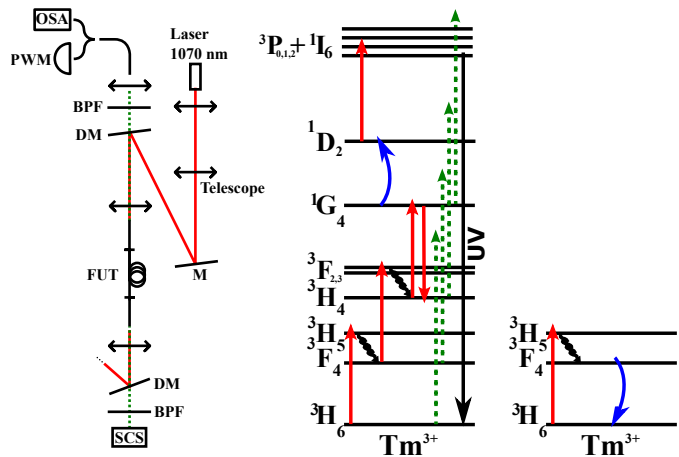 OSA
PWM
Laser
1070 nm
BPF
DM
Telescope
FUT
M
DM
BPF
SCS
³P₀,₁,₂+ ¹I₆
¹D₂
¹G₄
UV
³F₂,₃
³H₄
³H₅
³F₄
³H₆
Tm³⁺
³H₅
³F₄
³H₆
Tm³⁺